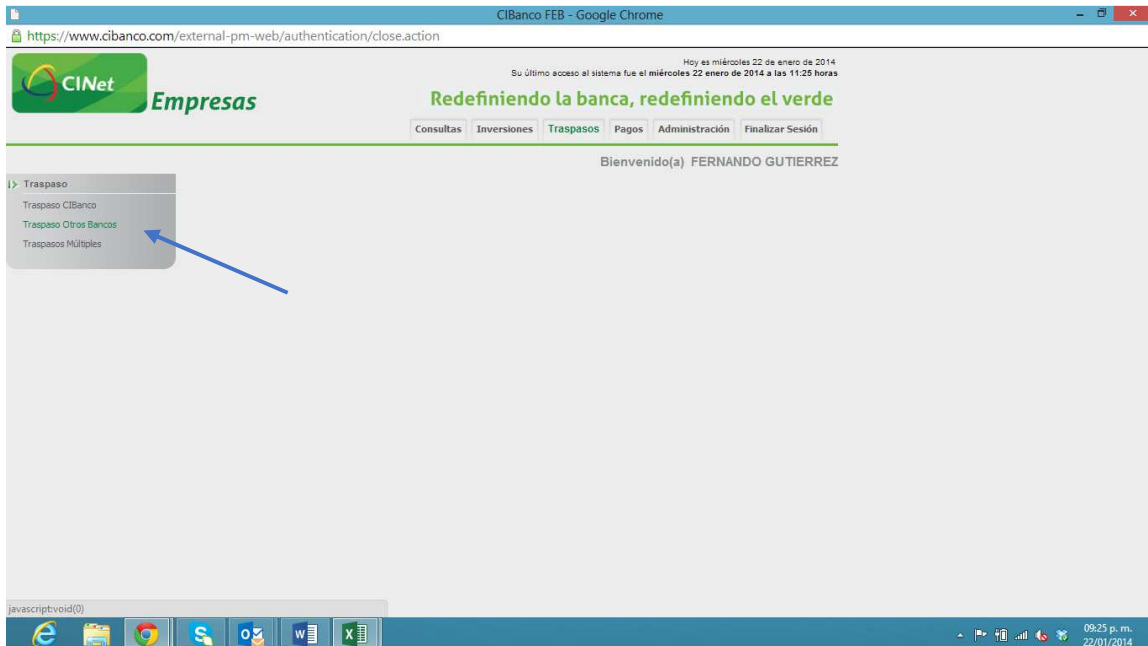 CIBanco FEB - Google Chrome
https://www.cibanco.com/external-pm-web/authentication/close.action
CINet
Empresas
Hoy es miércoles 22 de enero de 2014
Su último acceso al sistema fue el miércoles 22 enero de 2014 a las 11:25 horas
Redefiniendo la banca, redefiniendo el verde
Consultas Inversiones Traspasos Pagos Administración Finalizar Sesión
Bienvenido(a) FERNANDO GUTIERREZ
Traspaso
Traspaso CIBanco
Traspaso Otros Bancos
Traspasos Múltiples
javascript:void(0)
09:25 p. m.
22/01/2014